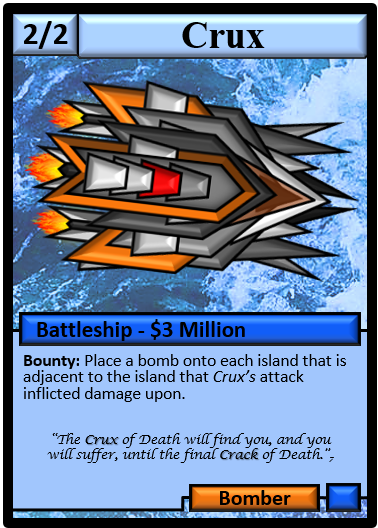 2/2
Crux
Battleship - $3 Million
Bounty: Place a bomb onto each island that is
adjacent to the island that Crux's attack
inflicted damage upon.
"The Crux of Death will find you, and you
will suffer, until the final Crack of Death.",
Bomber